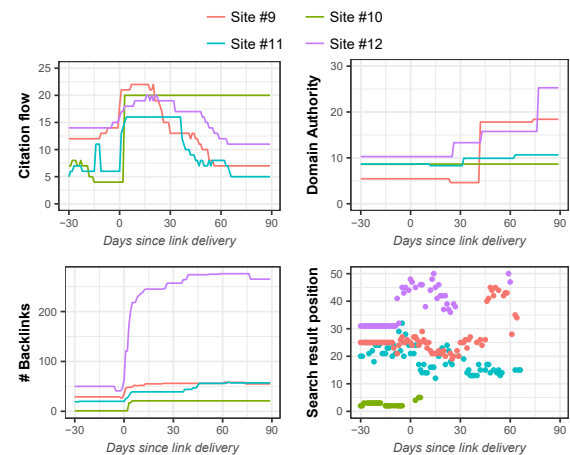 Site #9 Site #10
Site #11 Site #12
Citation flow
25
20
15
10
5
0
−30 0 30 60 90
Days since link delivery
Domain Authority
30
20
10
0
−30 0 30 60 90
Days since link delivery
# Backlinks
200
100
0
−30 0 30 60 90
Days since link delivery
Search result position
50
40
30
20
10
0
−30 0 30 60 90
Days since link delivery